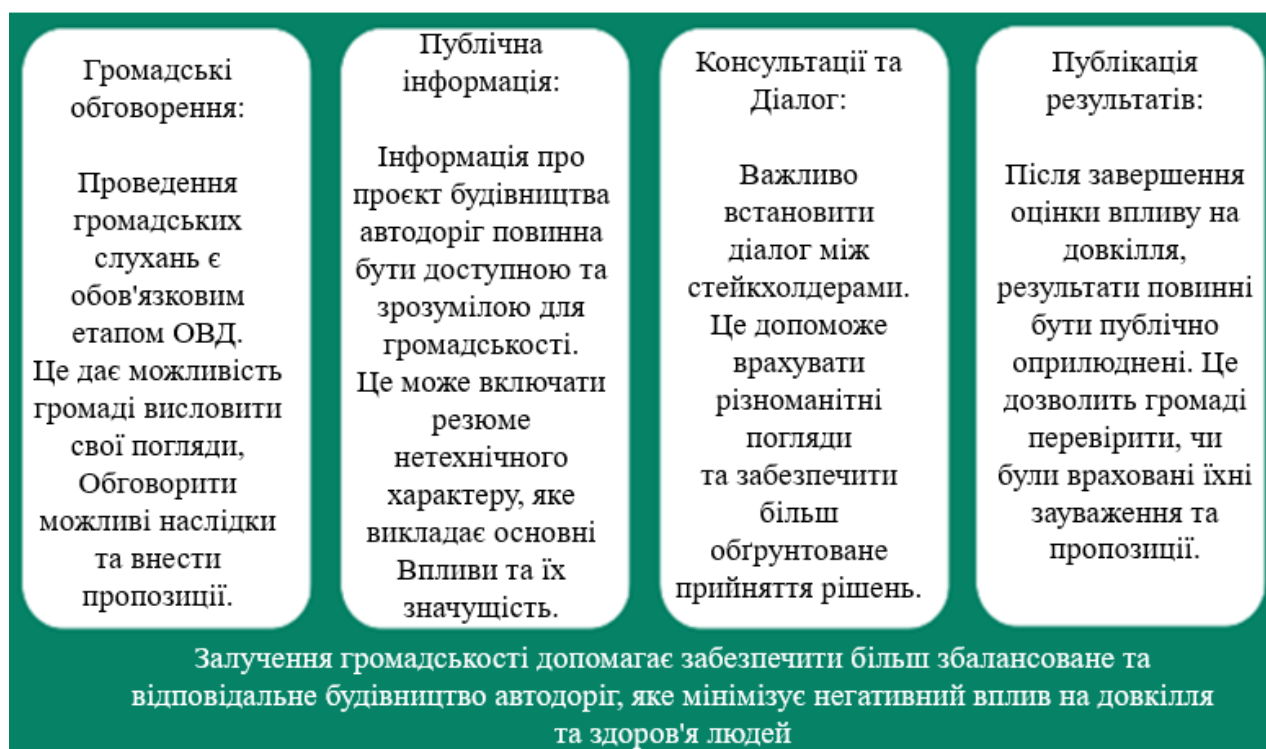 Громадські
обговорення:
Проведення
громадських
слухань є
обов'язковим
етапом ОВД.
Це дає можливість
громаді висловити
свої погляди,
Обговорити
можливі наслідки
та внести
пропозиції.
Публічна
інформація:
Інформація про
проєкт будівництва
автодоріг повинна
бути доступною та
зрозумілою для
громадськості.
Це може включати
резюме
нетехнічного
характеру, яке
викладає основні
Впливи та їх
значущість.
Консультації та
Діалог:
Важливо
встановити
діалог між
стейкхолдерами.
Це допоможе
врахувати
різноманітні
погляди
та забезпечити
більш
обґрунтоване
прийняття рішень.
Публікація
результатів:
Після завершення
оцінки впливу на
довкілля,
результати повинні
бути публічно
оприлюднені. Це
дозволить громаді
перевірити, чи
були враховані їхні
зауваження та
пропозиції.
Залучення громадськості допомагає забезпечити більш збалансоване та
відповідальне будівництво автодоріг, яке мінімізує негативний вплив на довкілля
та здоров'я людей